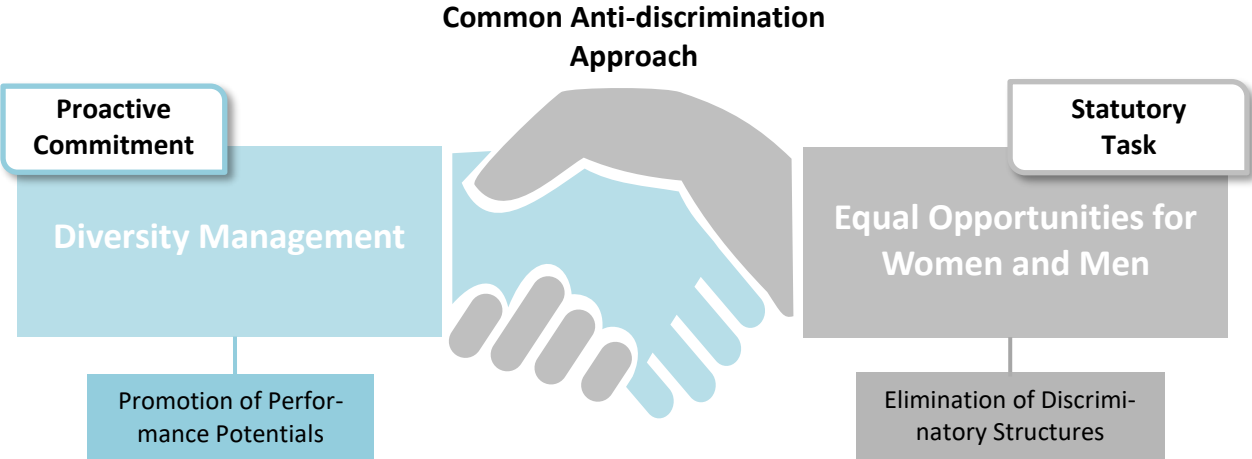 Common Anti-discrimination
Approach
Proactive
Commitment
Statutory
Task
Diversity Management
Equal Opportunities for
Women and Men
Promotion of Perfor-
mance Potentials
Elimination of Discrimi-
natory Structures